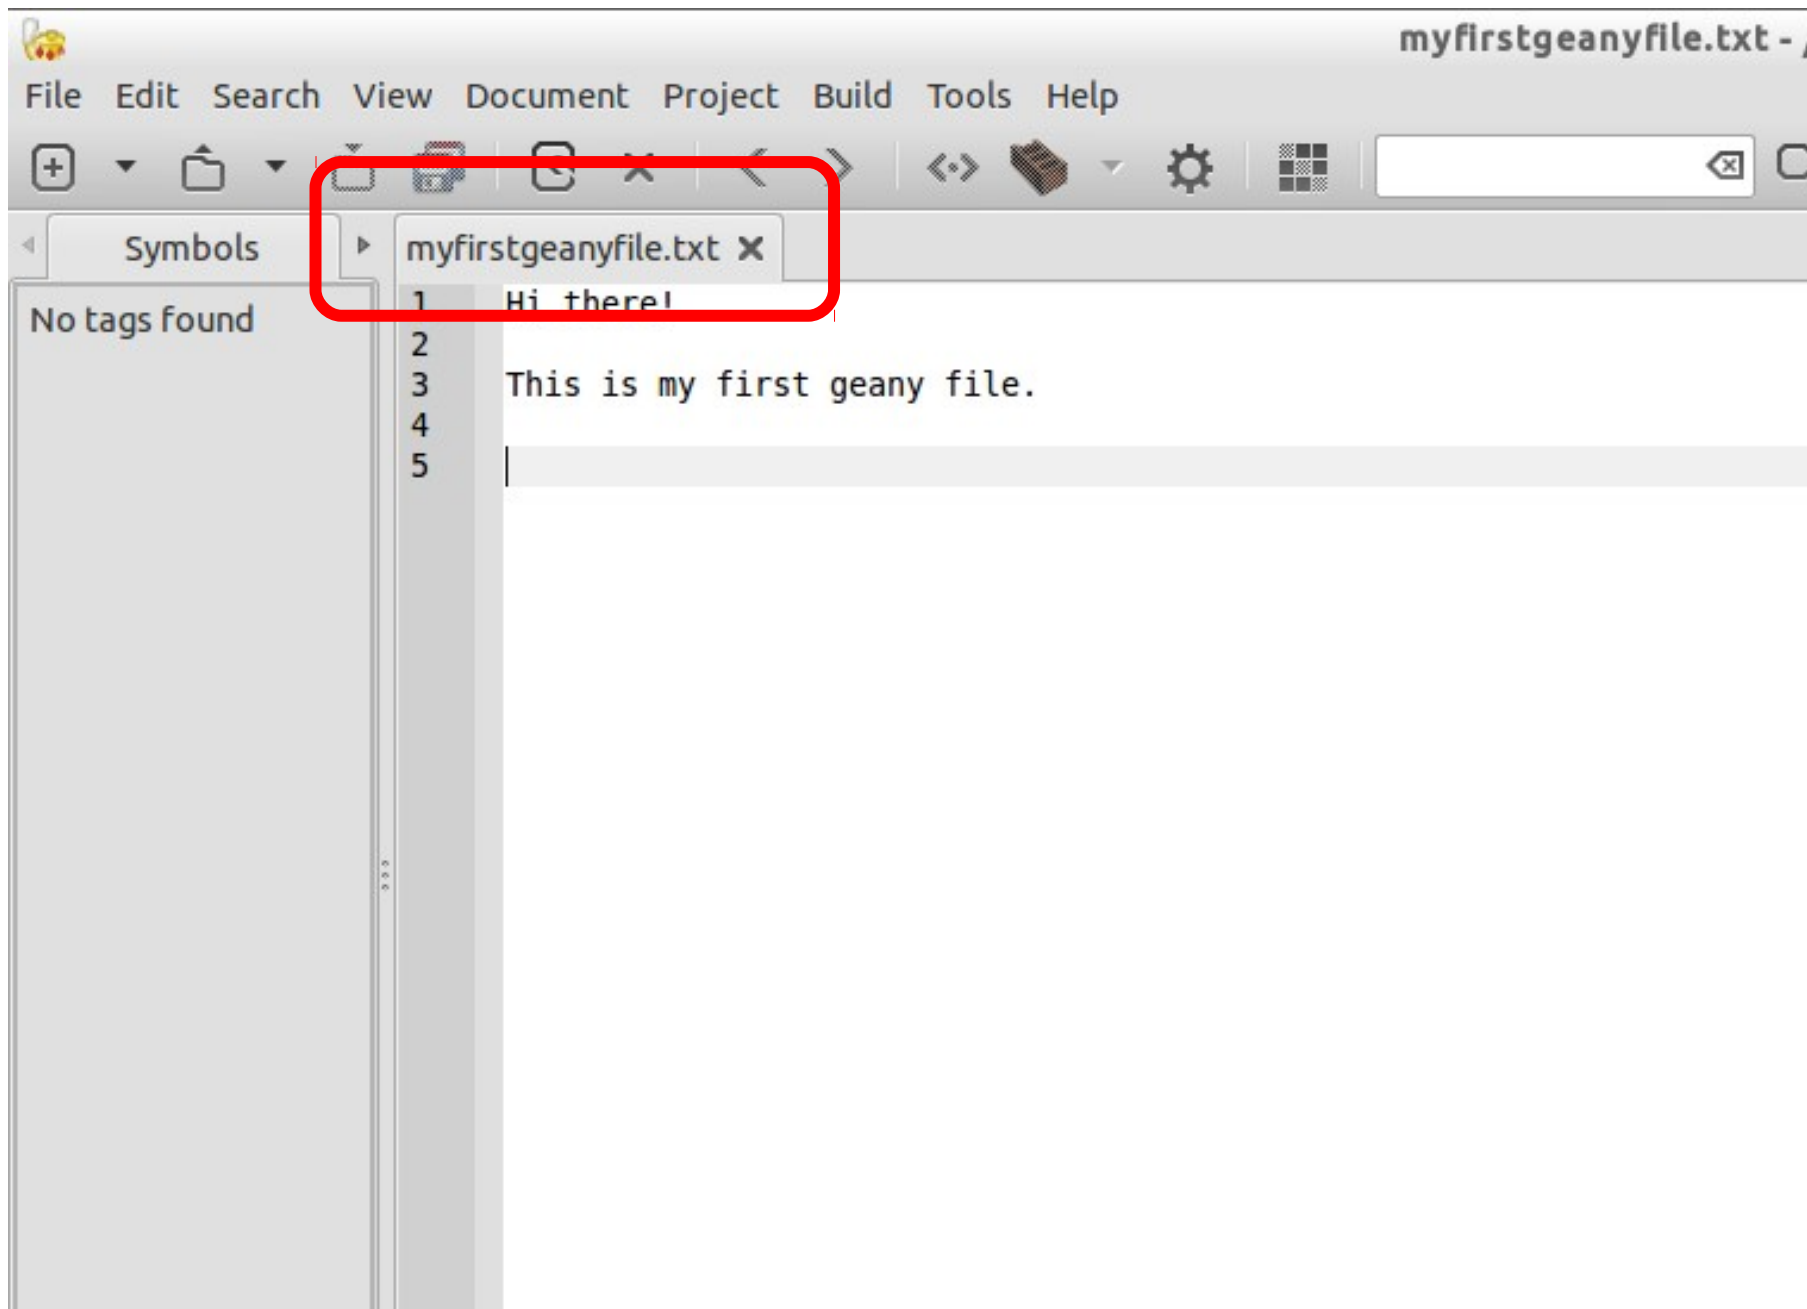 myfirstgeanyfile.txt - /
File Edit Search View Document Project Build Tools Help
Symbols
myfirstgeanyfile.txt
No tags found
1 Hi there!
2
3 This is my first geany file.
4
5